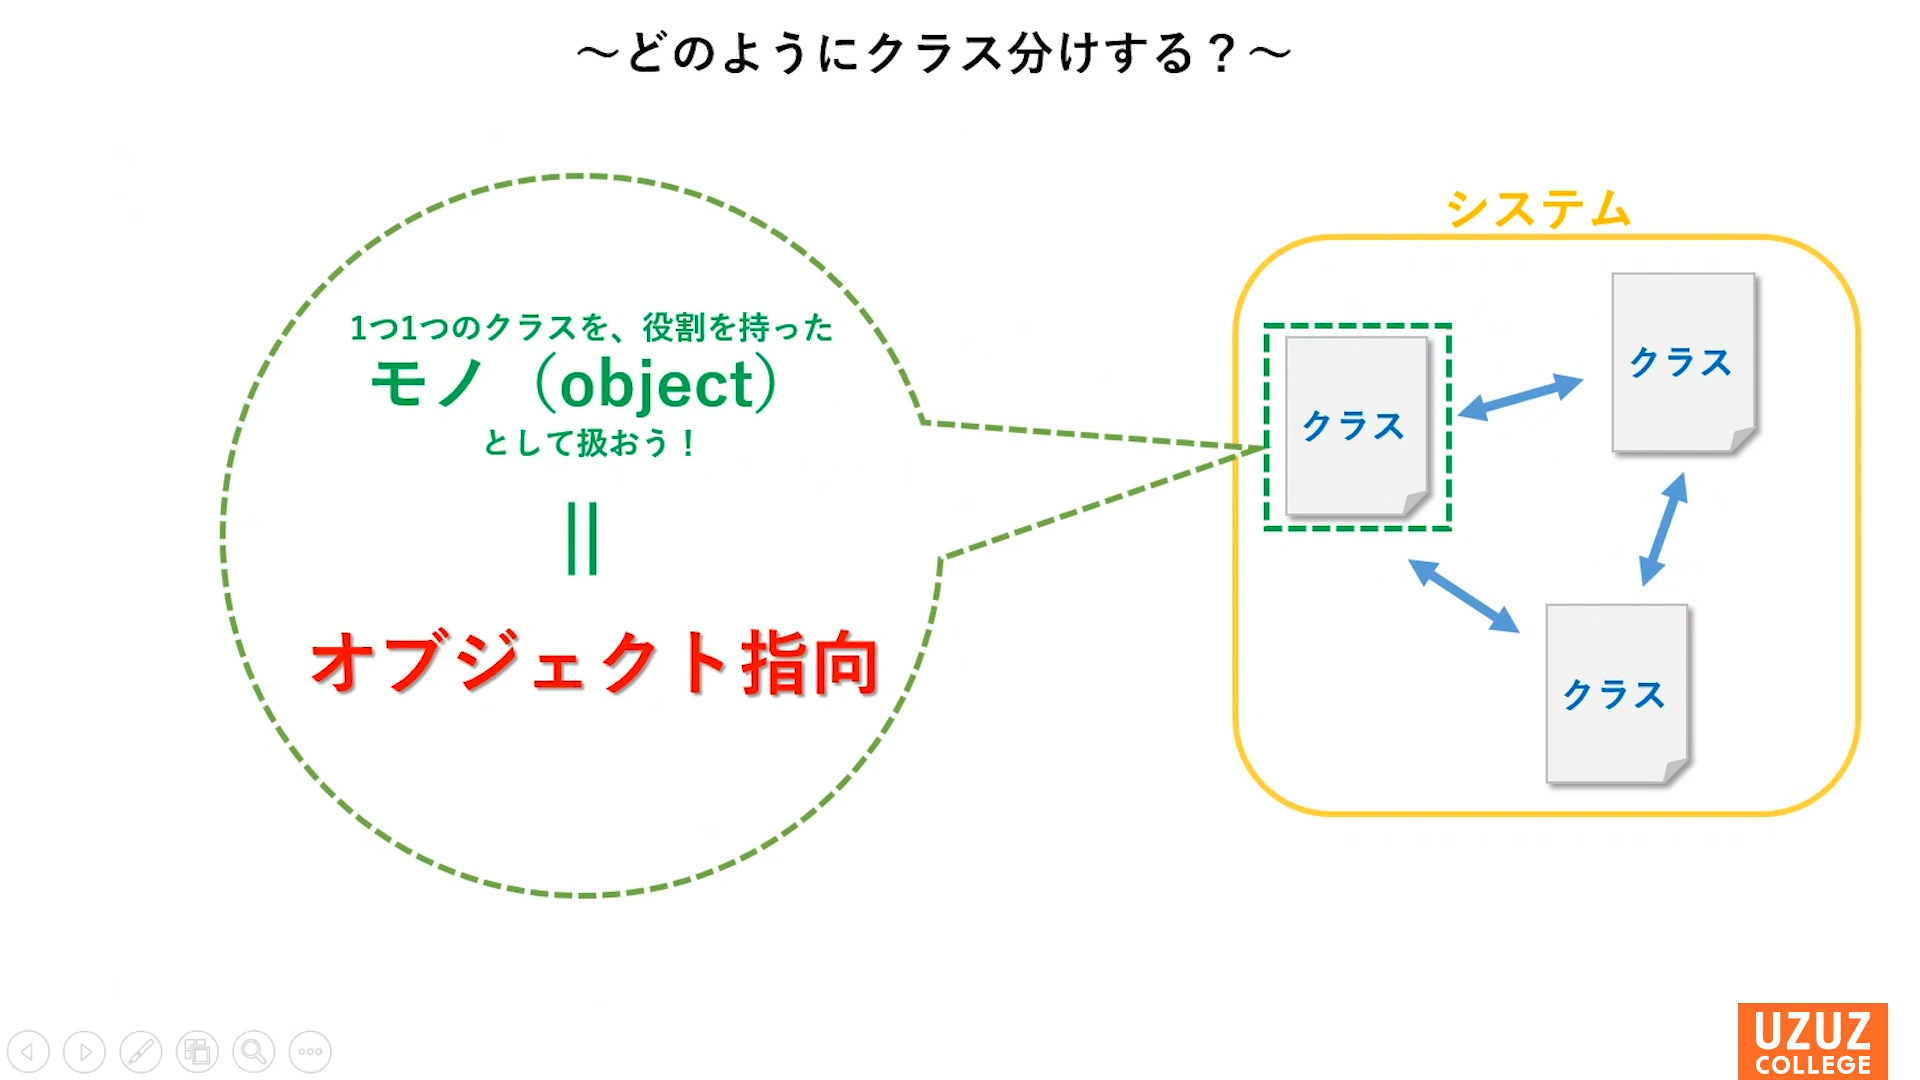 ～どのようにクラス分けする？～
1つ1つのクラスを、役割を持った
モノ（object）
として扱おう！
||
オブジェクト指向
システム
クラス
クラス
クラス
UZUZ
COLLEGE